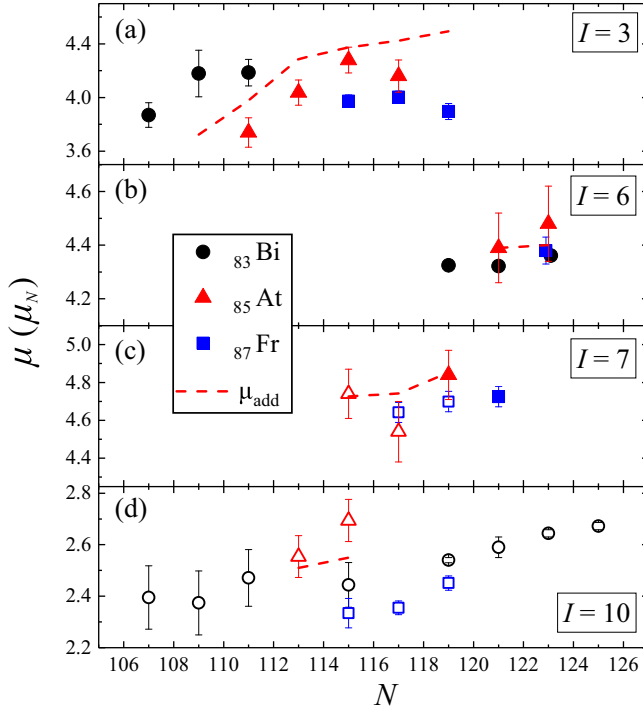 (a)
I = 3
4.4
4.0
3.6
(b)
I = 6
4.6
4.4
4.2
83Bi
85At
87Fr
μadd
(c)
I = 7
5.0
4.8
4.6
4.4
(d)
I = 10
2.8
2.6
2.4
2.2
106 108 110 112 114 116 118 120 122 124 126
N
μ (μN)